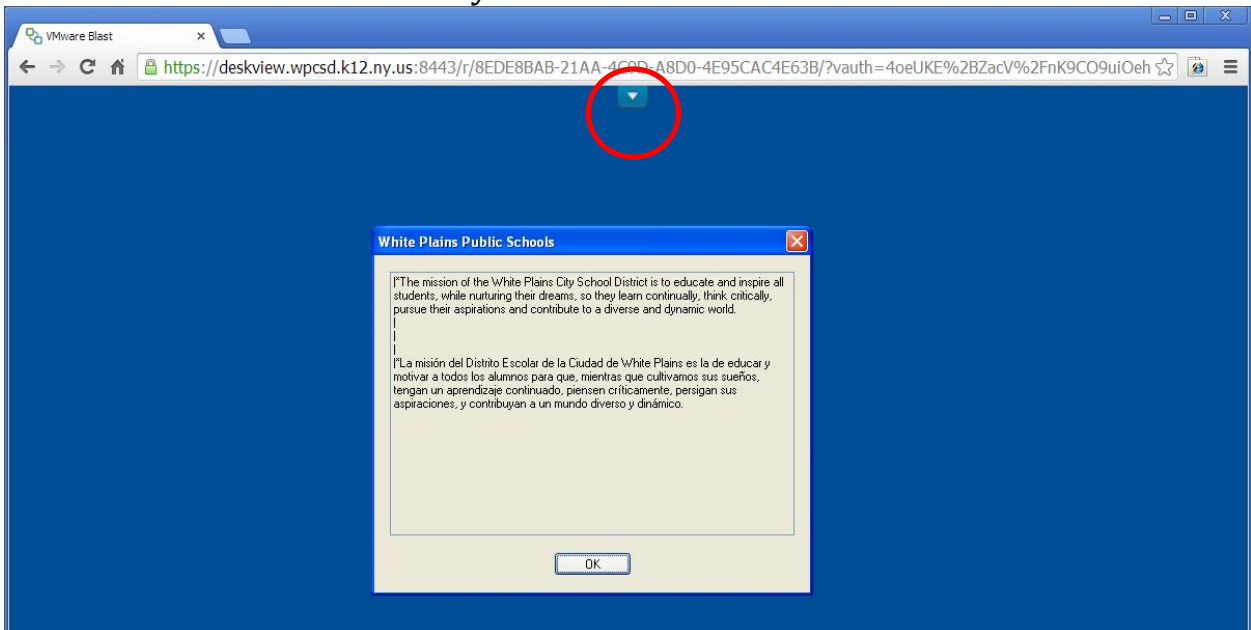 VMware Blast
https://deskview.wpcsd.k12.ny.us:8443/r/8EDE8BAB-21AA-4C9D-A8D0-4E95CAC4E63B/?vauth=4oeUKE%2BZacV%2FnK9CO9uiOeh
White Plains Public Schools
|*The mission of the White Plains City School District is to educate and inspire all
students, while nurturing their dreams, so they learn continually, think critically,
pursue their aspirations and contribute to a diverse and dynamic world.
|
|
|
|*La misión del Distrito Escolar de la Ciudad de White Plains es la de educar y
motivar a todos los alumnos para que, mientras que cultivamos sus sueños,
tengan un aprendizaje continuado, piensen críticamente, persigan sus
aspiraciones, y contribuyan a un mundo diverso y dinámico.
OK